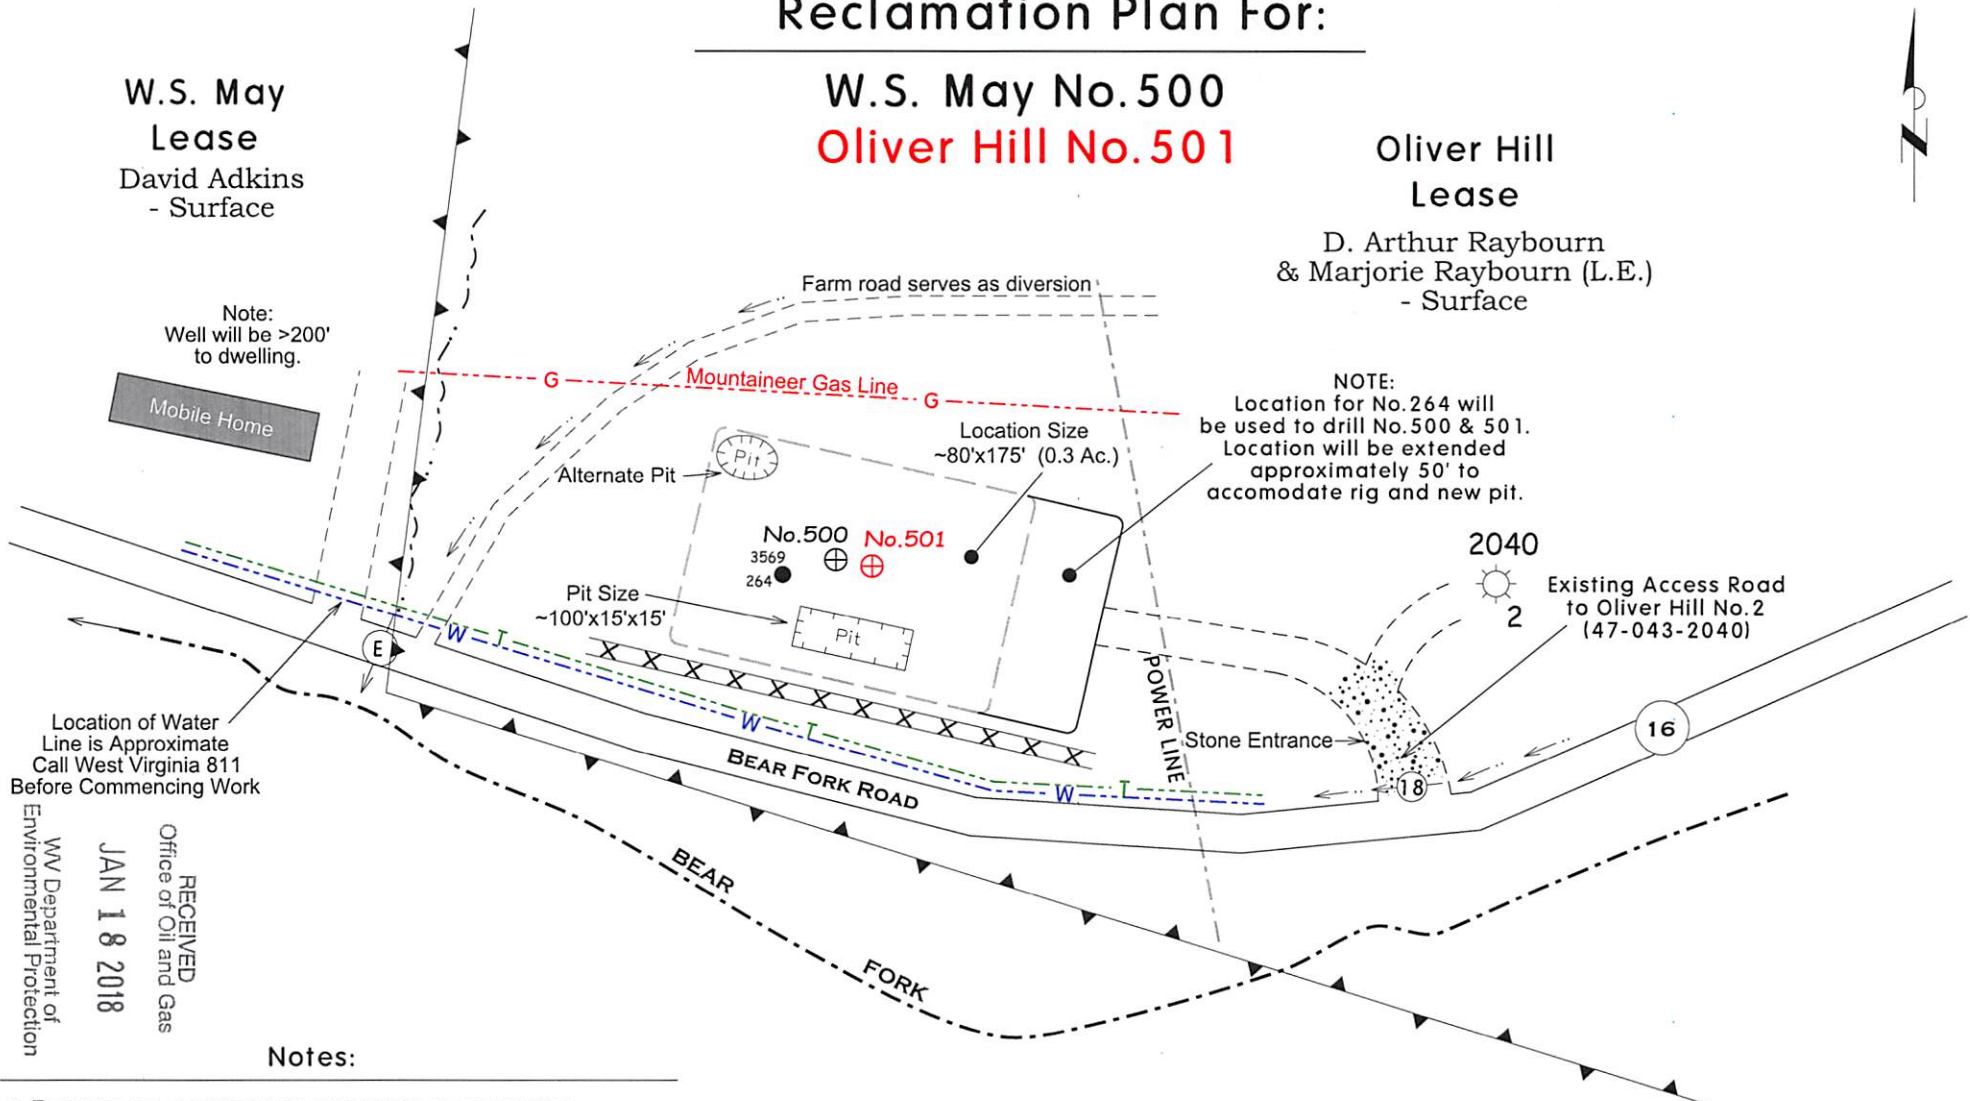 Reclamation Plan For:
W.S. May No.500
Oliver Hill No.501
W.S. May
Lease
David Adkins
- Surface
Oliver Hill
Lease
D. Arthur Raybourn
& Marjorie Raybourn (L.E.)
- Surface
N
Farm road serves as diversion
Note:
Well will be >200'
to dwelling.
Mobile Home
G
Mountaineer Gas Line
G
NOTE:
Location for No.264 will
be used to drill No.500 & 501.
Location will be extended
approximately 50' to
accomodate rig and new pit.
Location Size
~80'x175' (0.3 Ac.)
Pit
Alternate Pit
No.500
No.501
3569
264
2040
2
Existing Access Road
to Oliver Hill No.2
(47-043-2040)
Pit Size
~100'x15'x15'
Pit
W T
E
POWER LINE
Location of Water
Line is Approximate
Call West Virginia 811
Before Commencing Work
W T
Stone Entrance
16
18
BEAR FORK ROAD
W T
BEAR
FORK
RECEIVED
Office of Oil and Gas
JAN 18 2018
WV Department of
Environmental Protection
Notes: